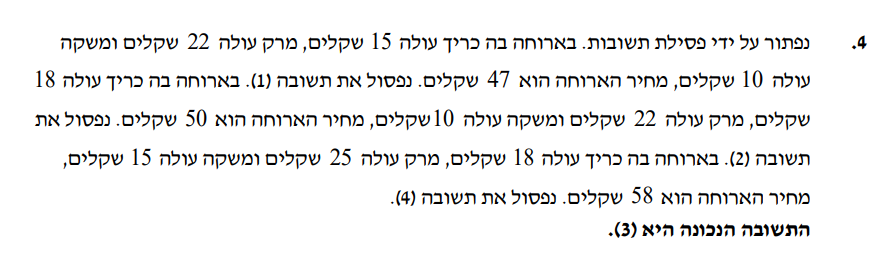 4. נפתור על ידי פסילת תשובות. בארוחה בה כריך עולה 15 שקלים, מרק עולה 22 שקלים ומשקה
עולה 10 שקלים, מחיר הארוחה הוא 47 שקלים. נפסול את תשובה (1). בארוחה בה כריך עולה 18
שקלים, מרק עולה 22 שקלים ומשקה עולה 10שקלים, מחיר הארוחה הוא 50 שקלים. נפסול את
תשובה (2). בארוחה בה כריך עולה 18 שקלים, מרק עולה 25 שקלים ומשקה עולה 15 שקלים,
מחיר הארוחה הוא 58 שקלים. נפסול את תשובה (4).
התשובה הנכונה היא (3).